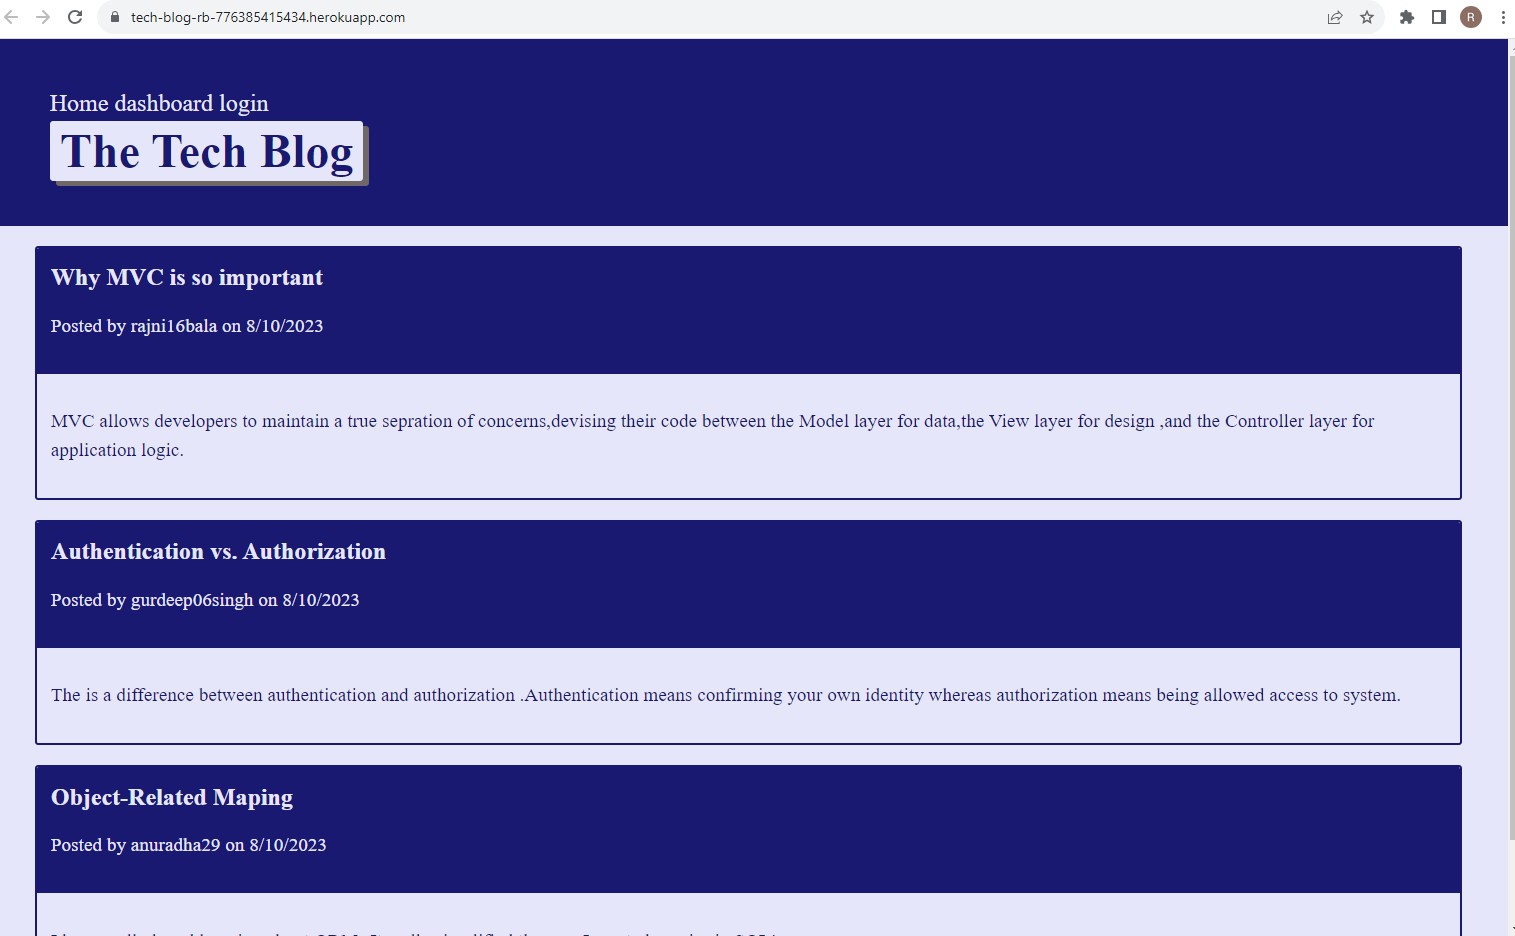 tech-blog-rb-776385415434.herokuapp.com
R
Home dashboard login
The Tech Blog
Why MVC is so important
Posted by rajni16bala on 8/10/2023
MVC allows developers to maintain a true sepration of concerns,devising their code between the Model layer for data,the View layer for design ,and the Controller layer for
application logic.
Authentication vs. Authorization
Posted by gurdeep06singh on 8/10/2023
The is a difference between authentication and authorization .Authentication means confirming your own identity whereas authorization means being allowed access to system.
Object-Related Maping
Posted by anuradha29 on 8/10/2023